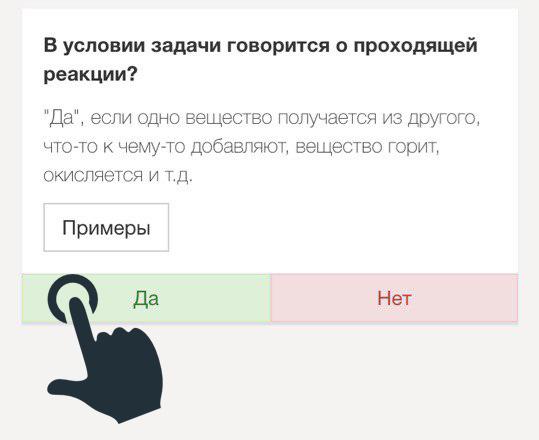 В условии задачи говорится о проходящей
реакции?
"Да", если одно вещество получается из другого,
что-то к чему-то добавляют, вещество горит,
окисляется и т.д.
Примеры
Да
Нет